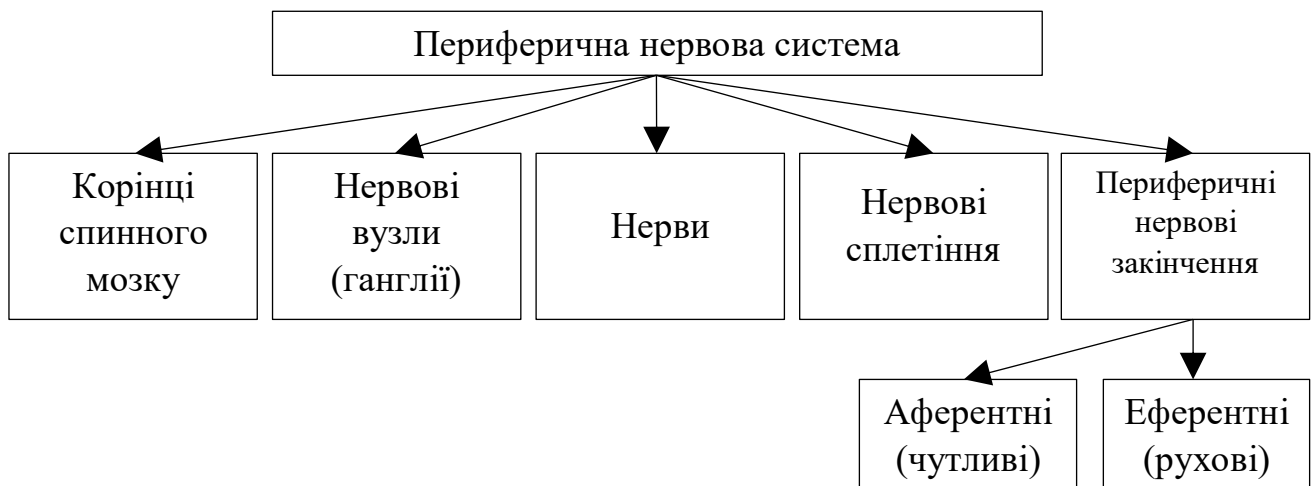 Периферична нервова система
Корінці
спинного
мозку
Нервові
вузли
(ганглії)
Нерви
Нервові
сплетіння
Периферичні
нервові
закінчення
Аферентні
(чутливі)
Еферентні
(рухові)